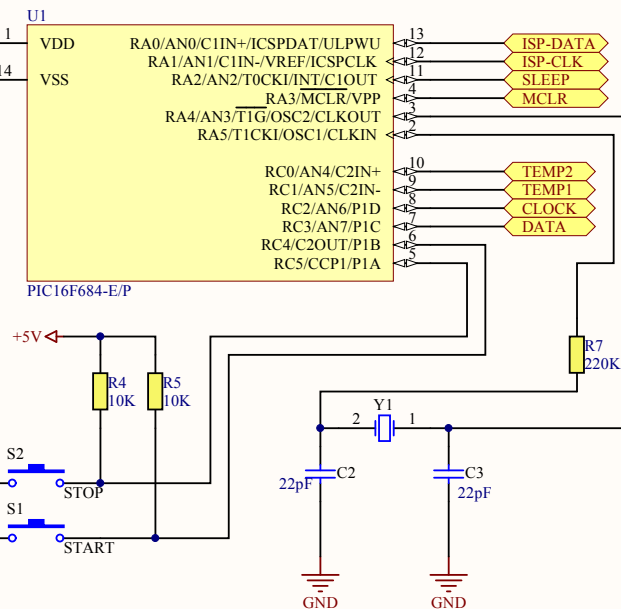 U1
1 VDD RA0/AN0/C1IN+/ICSPDAT/ULPWU 13 ISP-DATA
RA1/AN1/C1IN-/VREF/ICSPCLK 12 ISP-CLK
14 VSS RA2/AN2/T0CKI/INT/C1OUT 11 SLEEP
RA3/MCLR/VPP 4 MCLR
RA4/AN3/T1G/OSC2/CLKOUT 3
RA5/T1CKI/OSC1/CLKIN 2
RC0/AN4/C2IN+ 10 TEMP2
RC1/AN5/C2IN- 9 TEMP1
RC2/AN6/P1D 8 CLOCK
RC3/AN7/P1C 7 DATA
RC4/C2OUT/P1B 6
RC5/CCP1/P1A 5
PIC16F684-E/P
+5V
R7
220K
R4 R5
10K 10K
Y1
2 1
S2
C2 C3
22pF 22pF
STOP
S1
START
GND GND